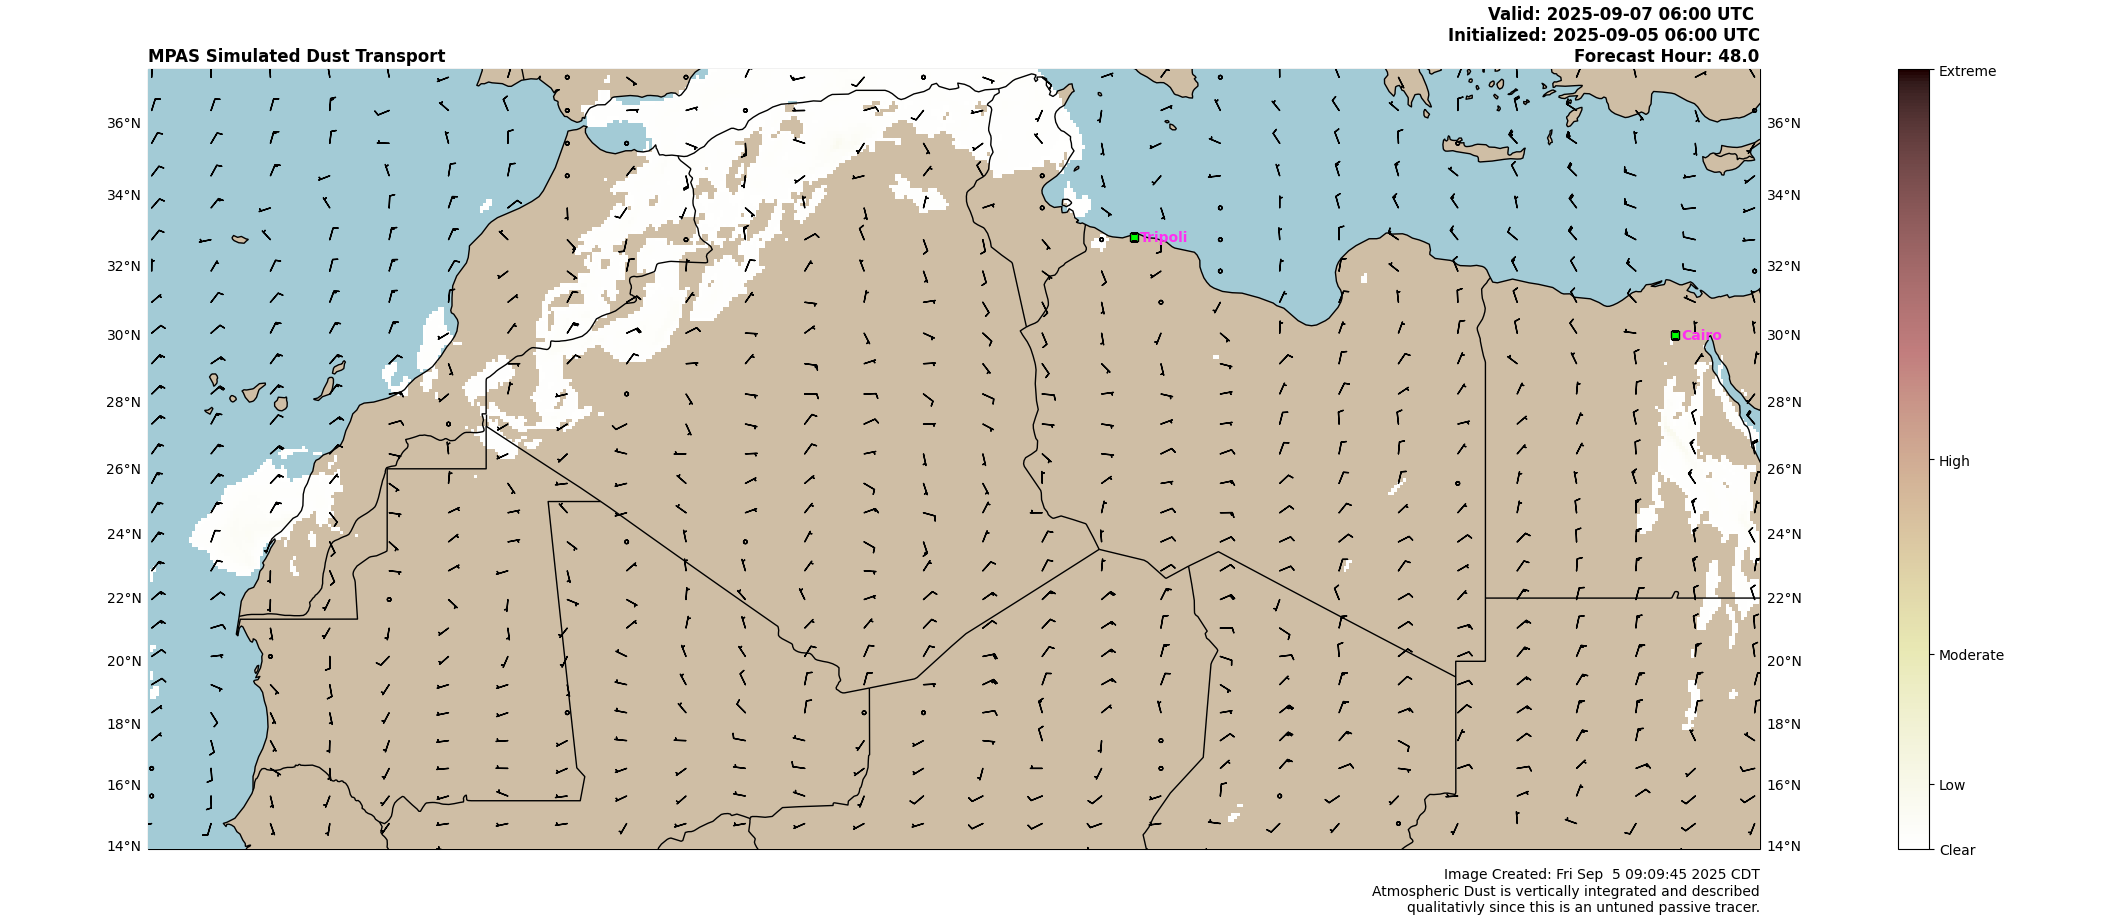 Valid: 2025-09-07 06:00 UTC
Initialized: 2025-09-05 06:00 UTC
MPAS Simulated Dust Transport
Forecast Hour: 48.0
Extreme
36°N
36°N
34°N
34°N
Tripoli
32°N
32°N
30°N
Cairo
30°N
28°N
28°N
26°N
26°N
High
24°N
24°N
22°N
22°N
20°N
20°N
Moderate
18°N
18°N
16°N
16°N
Low
14°N
14°N
Clear
Image Created: Fri Sep  5 09:09:45 2025 CDT
Atmospheric Dust is vertically integrated and described
qualitativly since this is an untuned passive tracer.